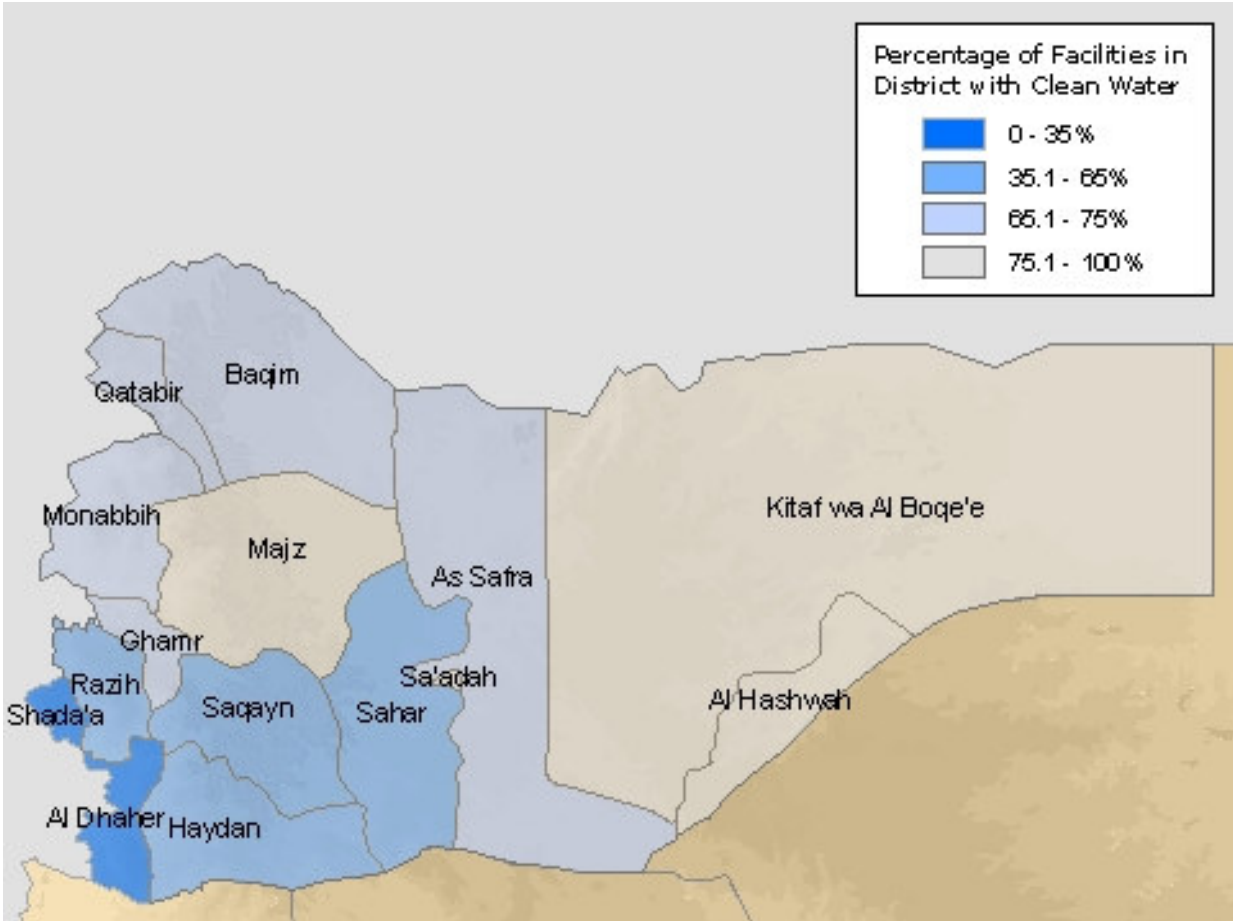 Percentage of Facilities in
District with Clean Water
0 - 35%
35.1 - 65%
65.1 - 75%
75.1 - 100%
Baqim
Qatabir
Monabbih
Kitaf wa Al Boqe'e
Majz
As Safra
Ghamr
Razih
Sa'adah
Shada'a
Saqayn
Sahar
Al Hashwah
Al Dhaher
Haydan